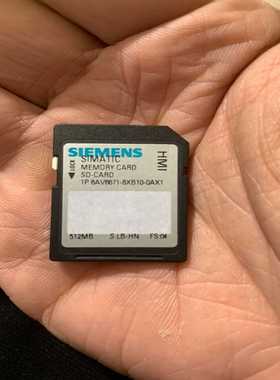 SIEMENS
SIMATIC
MEMORY CARD
SD-CARD
1P 6AV6671-8XB10-0AX1
HMI
LOCK
512MB S LB-HN FS:04